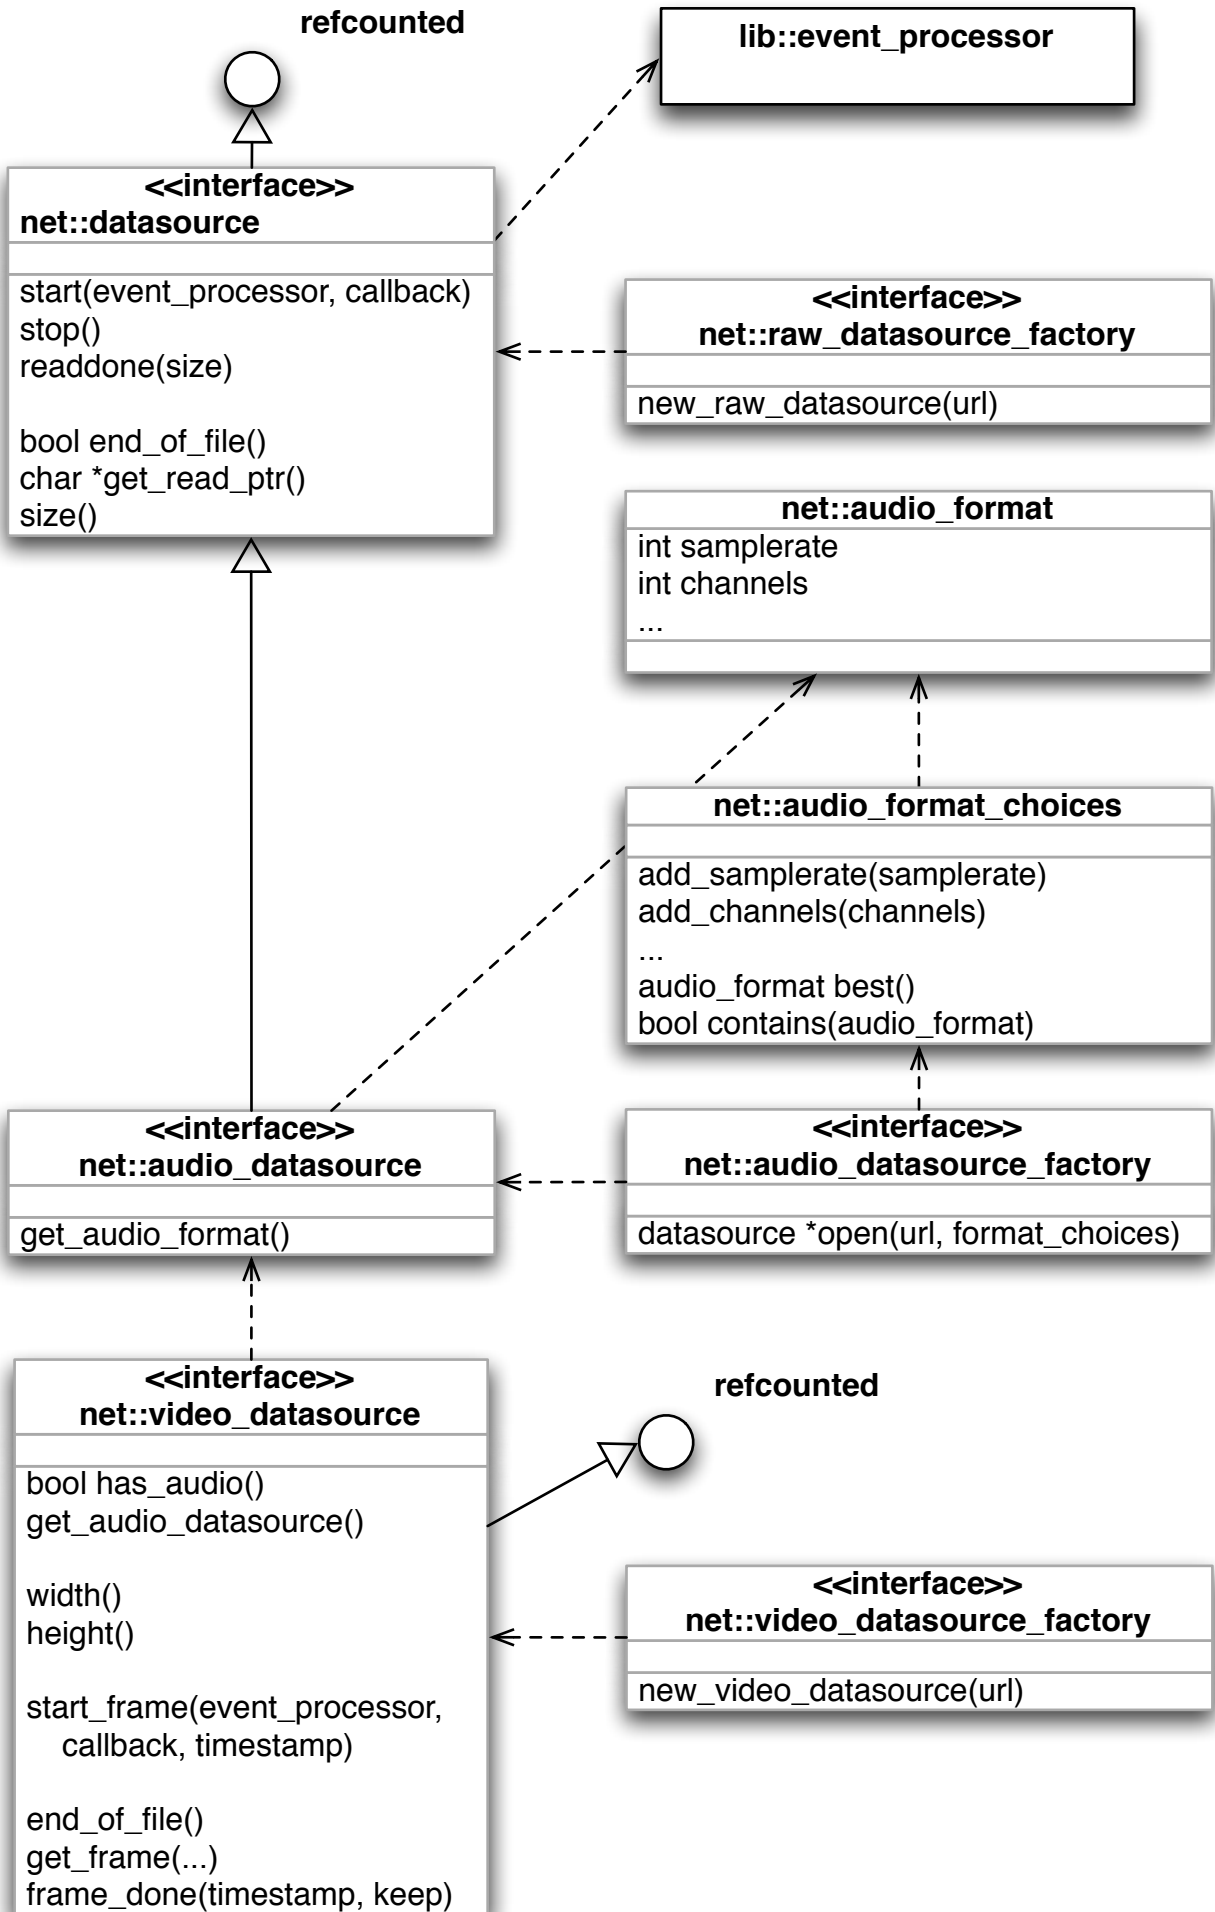 refcounted
lib::event_processor
<<interface>>
net::datasource
start(event_processor, callback)
stop()
readdone(size)
bool end_of_file()
char *get_read_ptr()
size()
<<interface>>
net::raw_datasource_factory
new_raw_datasource(url)
net::audio_format
int samplerate
int channels
...
net::audio_format_choices
add_samplerate(samplerate)
add_channels(channels)
...
audio_format best()
bool contains(audio_format)
<<interface>>
net::audio_datasource
get_audio_format()
<<interface>>
net::audio_datasource_factory
datasource *open(url, format_choices)
<<interface>>
net::video_datasource
bool has_audio()
get_audio_datasource()
width()
height()
start_frame(event_processor,
callback, timestamp)
end_of_file()
get_frame(...)
frame_done(timestamp, keep)
refcounted
<<interface>>
net::video_datasource_factory
new_video_datasource(url)